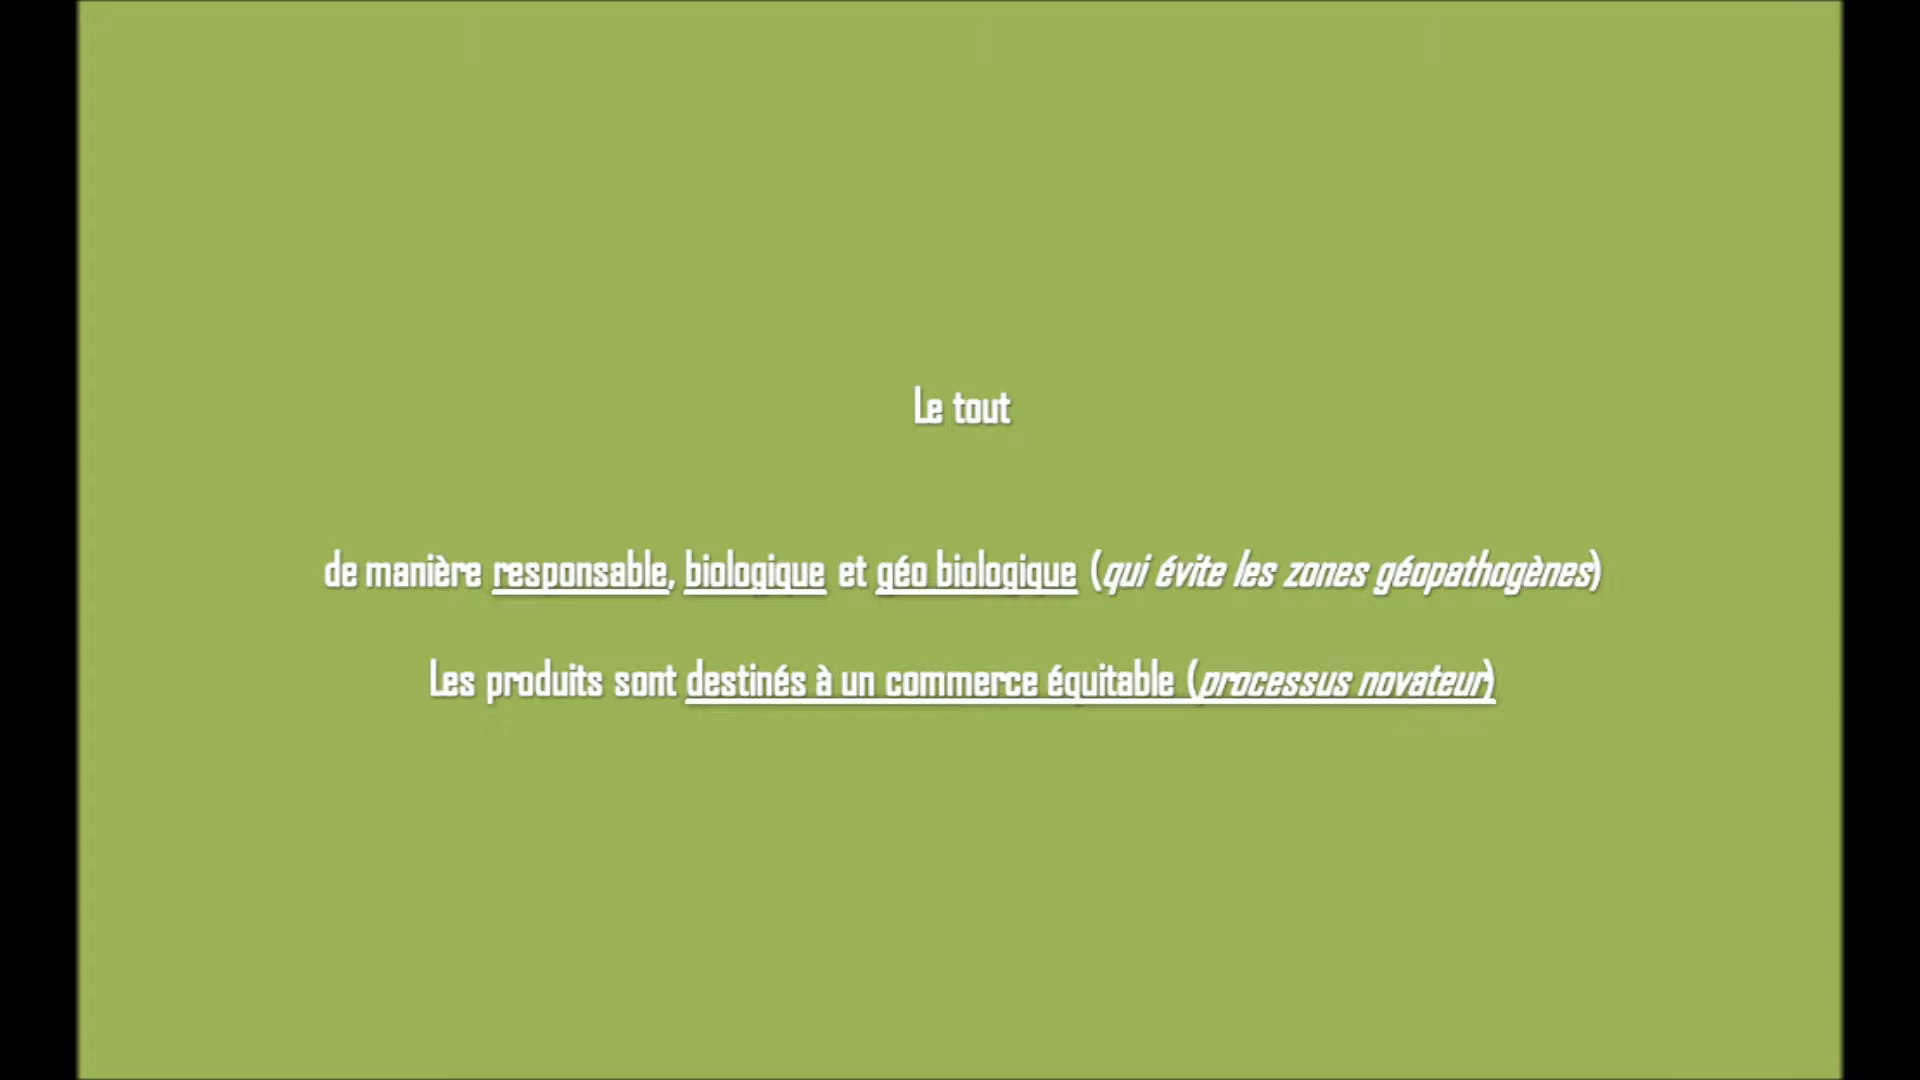 Le tout
de manière responsable, biologique et géo biologique (qui évite les zones géopathogènes)
Les produits sont destinés à un commerce équitable (processus novateur)